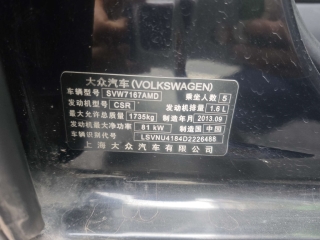 大众汽车(VOLKSWAGEN)
车辆型号 SVW7167AMD 乘坐人数 5
发动机型号 CSR 发动机排量 1.6 L
最大允许总质量 1735kg 制造年月 2013.09
发动机最大净功率 81 kW 制造国 中国
车辆识别代号 LSVNU4184D2226488
上海大众汽车有限公司